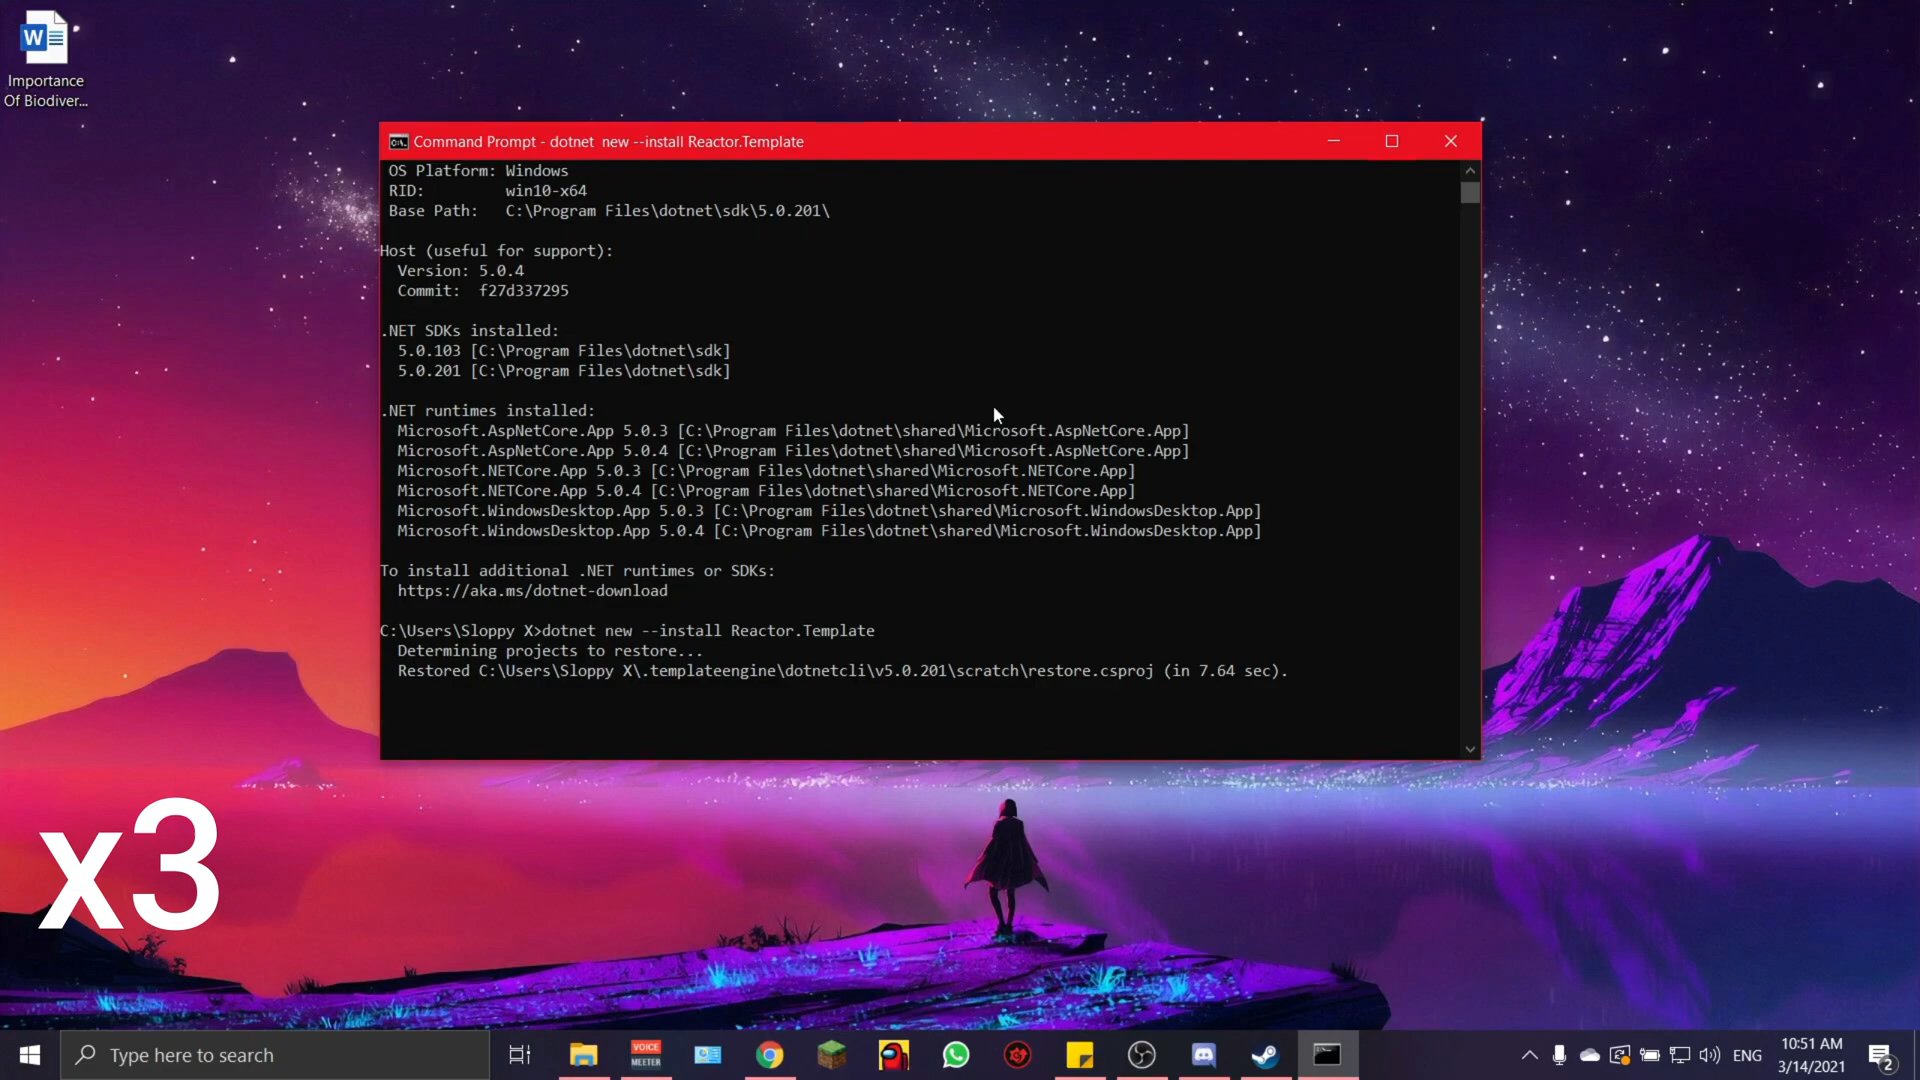 Importance
Of Biodiver...
Command Prompt - dotnet  new --install Reactor.Template
OS Platform: Windows
RID:         win10-x64
Base Path:   C:\Program Files\dotnet\sdk\5.0.201\
Host (useful for support):
Version: 5.0.4
Commit:  f27d337295
.NET SDKs installed:
5.0.103 [C:\Program Files\dotnet\sdk]
5.0.201 [C:\Program Files\dotnet\sdk]
.NET runtimes installed:
Microsoft.AspNetCore.App 5.0.3 [C:\Program Files\dotnet\shared\Microsoft.AspNetCore.App]
Microsoft.AspNetCore.App 5.0.4 [C:\Program Files\dotnet\shared\Microsoft.AspNetCore.App]
Microsoft.NETCore.App 5.0.3 [C:\Program Files\dotnet\shared\Microsoft.NETCore.App]
Microsoft.NETCore.App 5.0.4 [C:\Program Files\dotnet\shared\Microsoft.NETCore.App]
Microsoft.WindowsDesktop.App 5.0.3 [C:\Program Files\dotnet\shared\Microsoft.WindowsDesktop.App]
Microsoft.WindowsDesktop.App 5.0.4 [C:\Program Files\dotnet\shared\Microsoft.WindowsDesktop.App]
To install additional .NET runtimes or SDKs:
https://aka.ms/dotnet-download
C:\Users\Sloppy X>dotnet new --install Reactor.Template
Determining projects to restore...
Restored C:\Users\Sloppy X\.templateengine\dotnetcli\v5.0.201\scratch\restore.csproj (in 7.64 sec).
x3
Type here to search
VOICE
MEETER
ENG
10:51 AM
3/14/2021
2